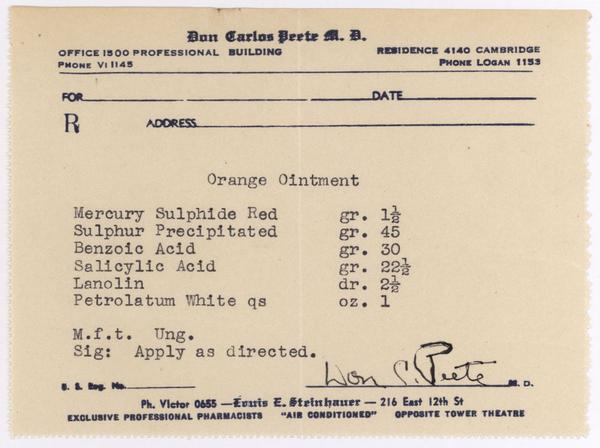 Don Carlos Peete M. D.
OFFICE 1500 PROFESSIONAL BUILDING RESIDENCE 4140 CAMBRIDGE
PHONE VI 1145 PHONE LOGAN 1153
FOR DATE
℞ ADDRESS
Orange Ointment
Mercury Sulphide Red gr. 1½
Sulphur Precipitated gr. 45
Benzoic Acid gr. 30
Salicylic Acid gr. 22½
Lanolin dr. 2½
Petrolatum White qs oz. 1
M.f.t. Ung.
Sig: Apply as directed.
Don C. Peete
U. S. Reg. No. M. D.
Ph. Victor 0655—Louis E. Steinhauer—216 East 12th St
EXCLUSIVE PROFESSIONAL PHARMACISTS "AIR CONDITIONED" OPPOSITE TOWER THEATRE